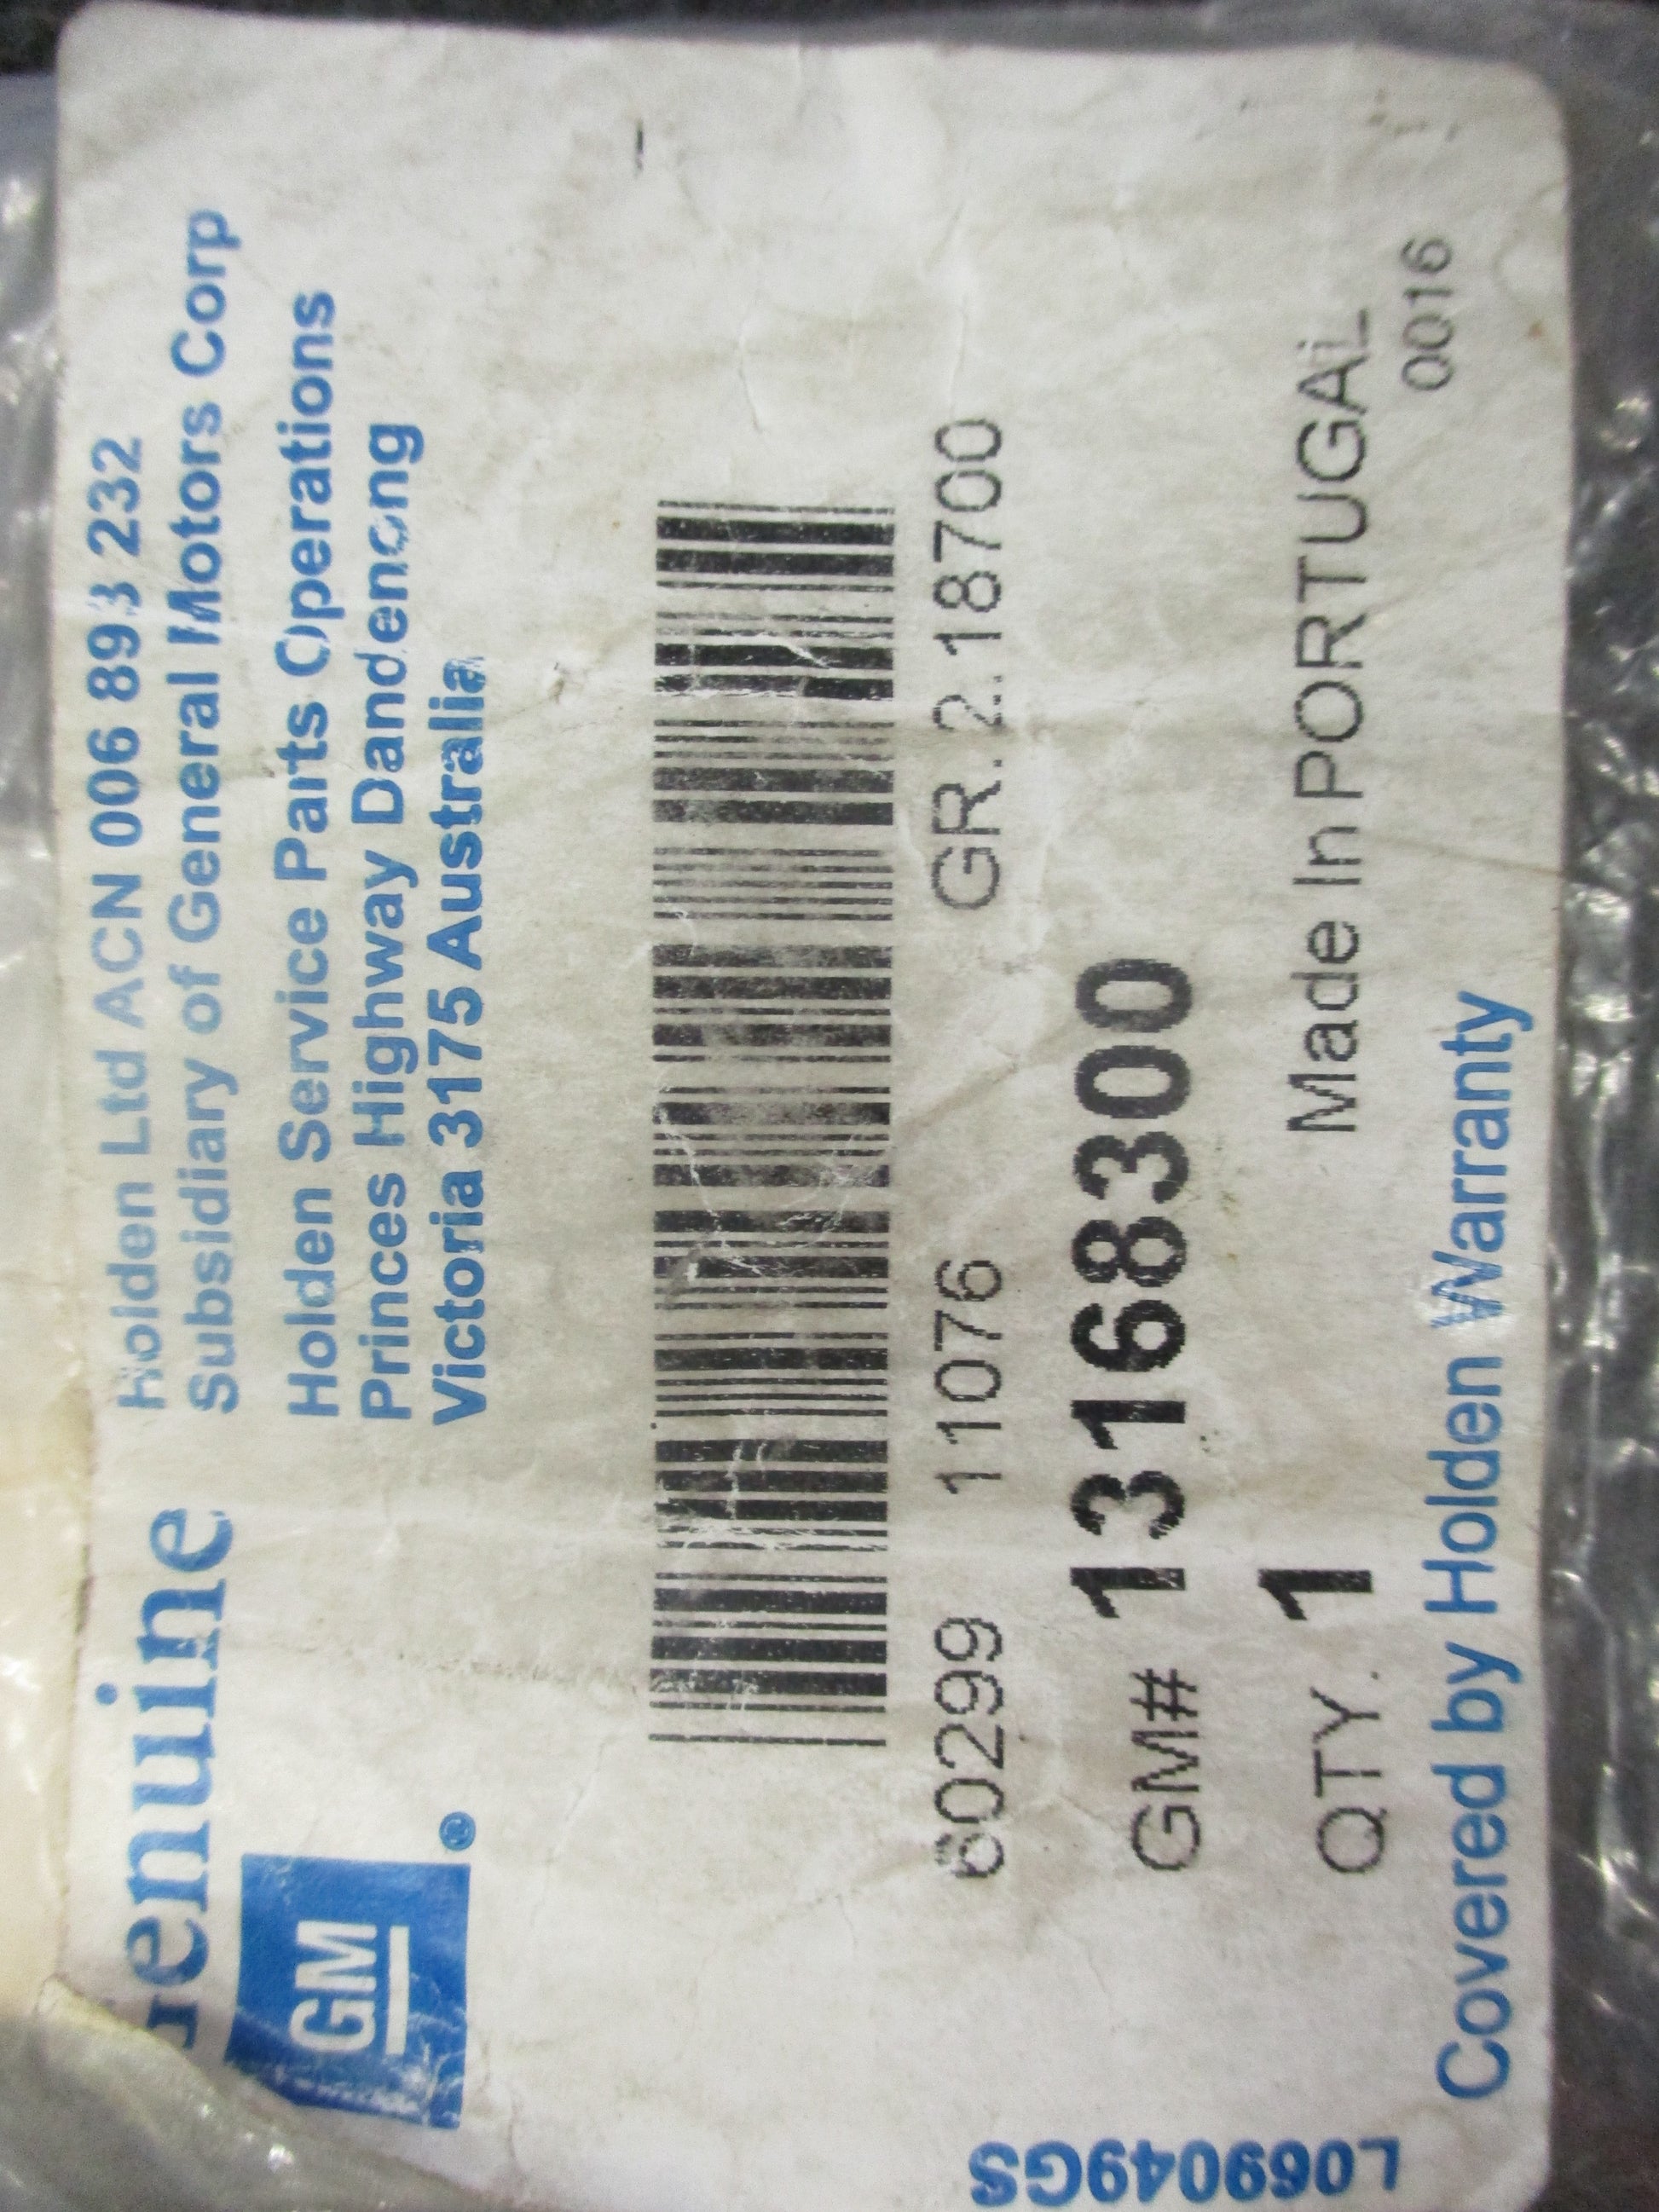 Genuine
GM
®
Holden Ltd ACN 006 893 232
Subsidiary of General Motors Corp
Holden Service Parts Operations
Princes Highway Dandenong
Victoria 3175 Australia
60299 11076 GR. 2.18700
GM# 13168300
QTY. 1
Made In PORTUGAL
0016
Covered by Holden Warranty
L069049GS